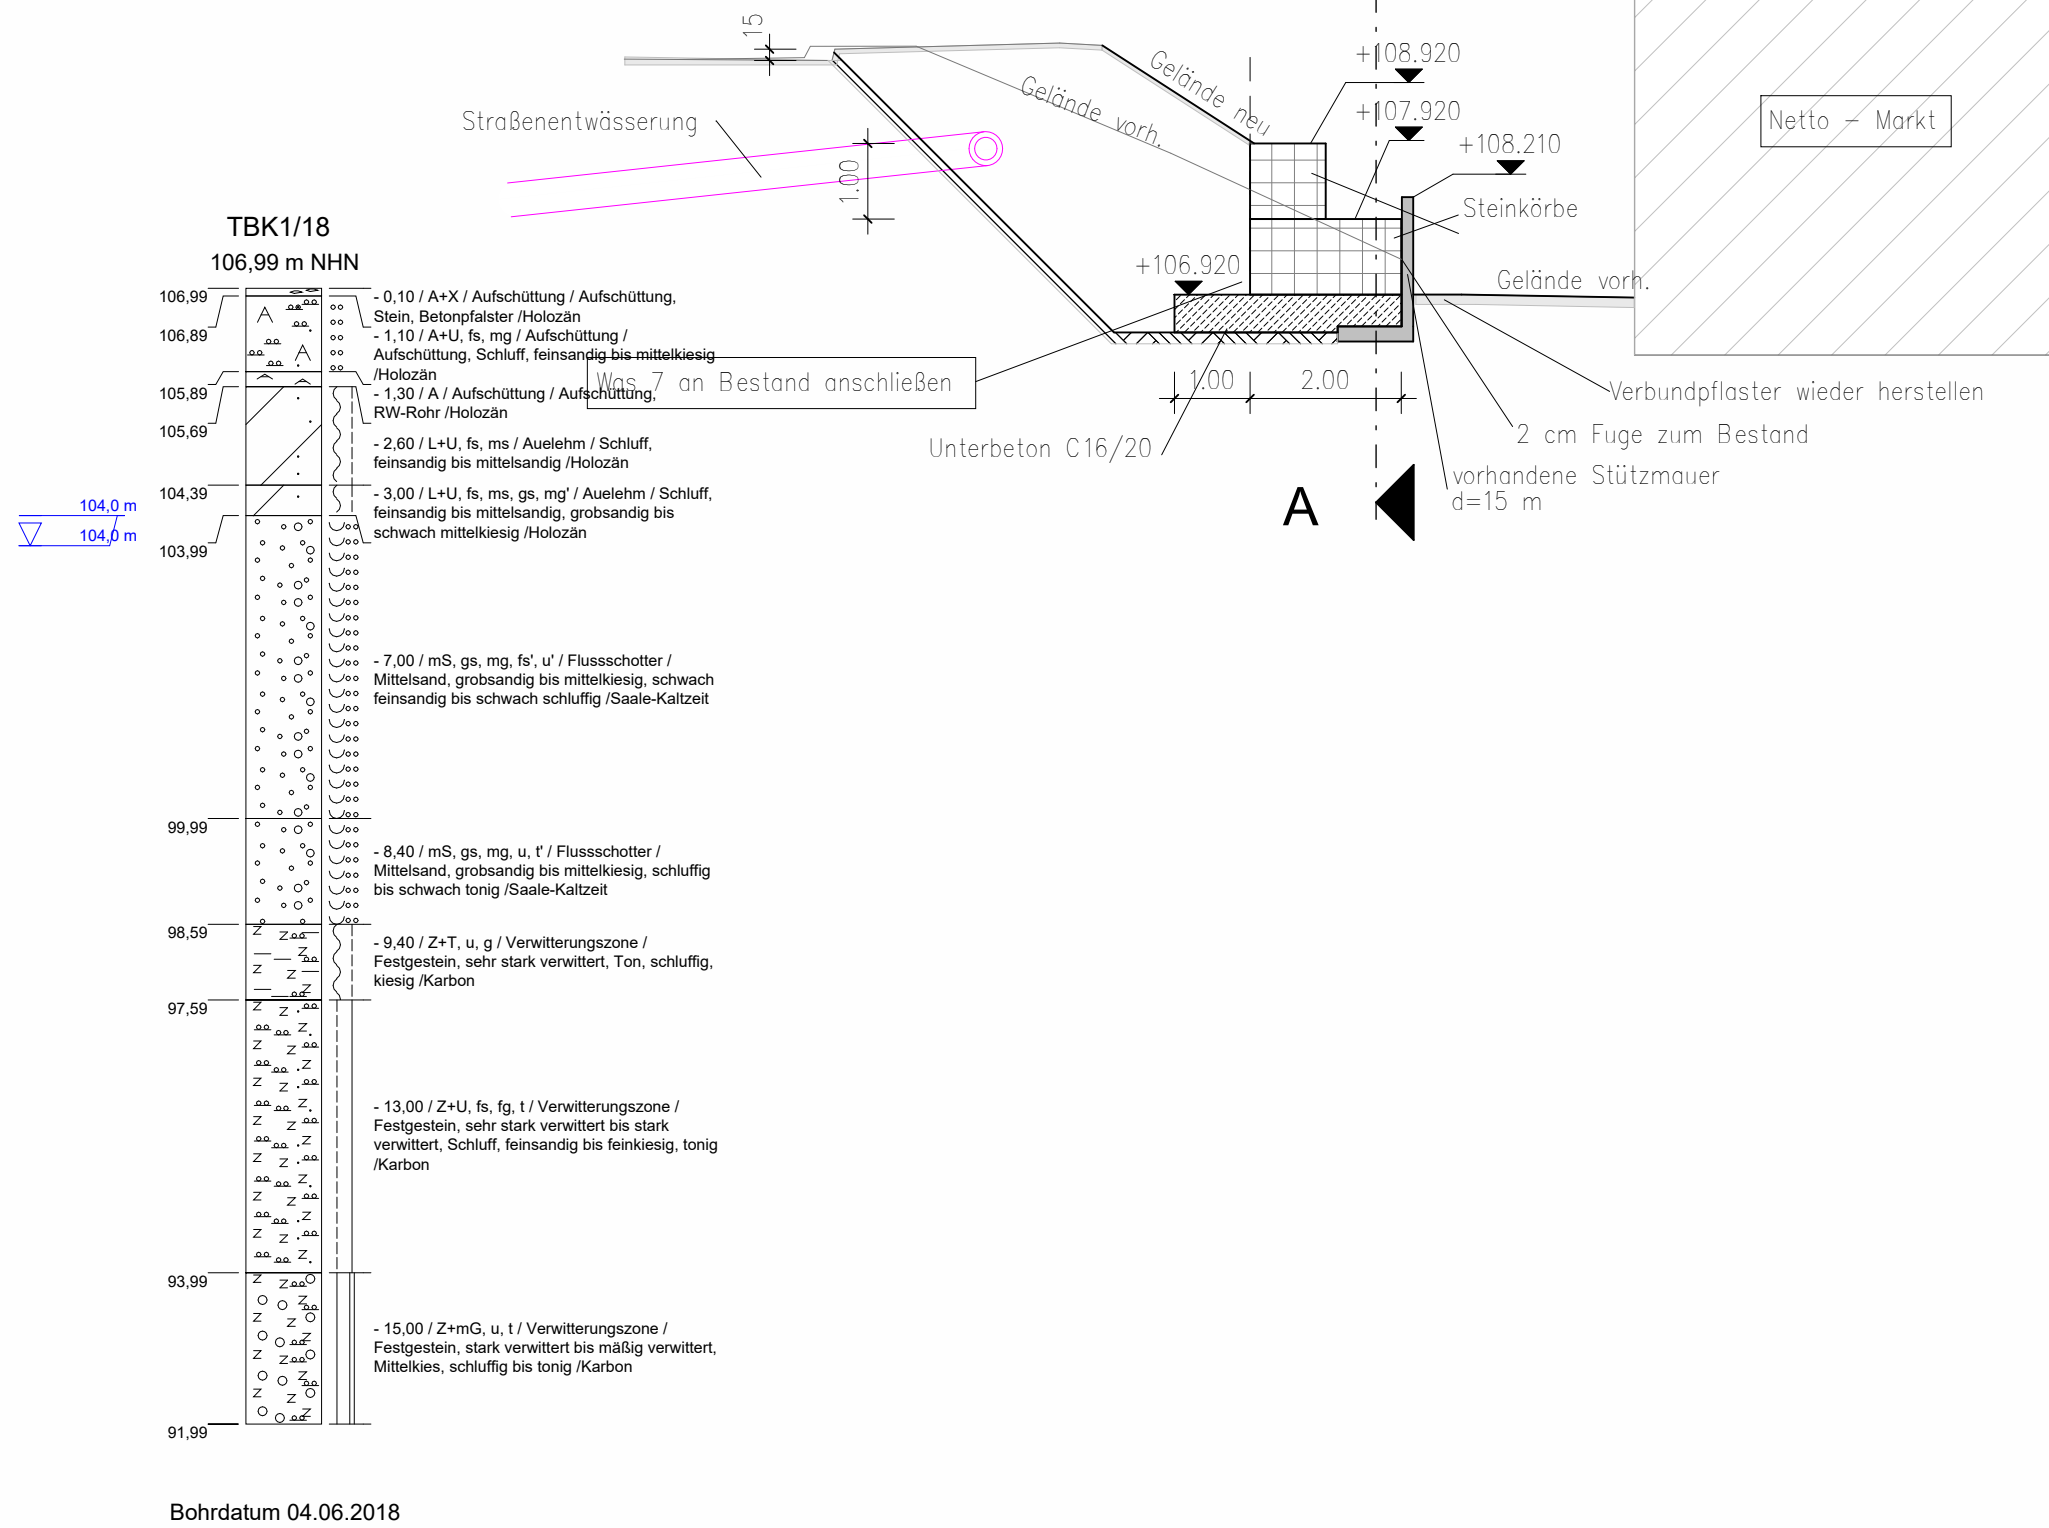 15
+108.920
+107.920
+108.210
Gelände neu
Gelände vorh.
Netto - Markt
Straßenentwässerung
1.00
Steinkörbe
+106.920
Gelände vorh.
Was 7 an Bestand anschließen
1.00
2.00
Verbundpflaster wieder herstellen
2 cm Fuge zum Bestand
Unterbeton C16/20
vorhandene Stützmauer
d=15 m
A
TBK1/18
106,99 m NHN
106,99
- 0,10 / A+X / Aufschüttung / Aufschüttung,
Stein, Betonpfalster /Holozän
106,89
- 1,10 / A+U, fs, mg / Aufschüttung /
Aufschüttung, Schluff, feinsandig bis mittelkiesig
/Holozän
105,89
- 1,30 / A / Aufschüttung / Aufschüttung,
RW-Rohr /Holozän
105,69
- 2,60 / L+U, fs, ms / Auelehm / Schluff,
feinsandig bis mittelsandig /Holozän
104,39
- 3,00 / L+U, fs, ms, gs, mg' / Auelehm / Schluff,
feinsandig bis mittelsandig, grobsandig bis
schwach mittelkiesig /Holozän
104,0 m
104,0 m
103,99
- 7,00 / mS, gs, mg, fs', u' / Flussschotter /
Mittelsand, grobsandig bis mittelkiesig, schwach
feinsandig bis schwach schluffig /Saale-Kaltzeit
99,99
- 8,40 / mS, gs, mg, u, t' / Flussschotter /
Mittelsand, grobsandig bis mittelkiesig, schluffig
bis schwach tonig /Saale-Kaltzeit
98,59
- 9,40 / Z+T, u, g / Verwitterungszone /
Festgestein, sehr stark verwittert, Ton, schluffig,
kiesig /Karbon
97,59
- 13,00 / Z+U, fs, fg, t / Verwitterungszone /
Festgestein, sehr stark verwittert bis stark
verwittert, Schluff, feinsandig bis feinkiesig, tonig
/Karbon
93,99
- 15,00 / Z+mG, u, t / Verwitterungszone /
Festgestein, stark verwittert bis mäßig verwittert,
Mittelkies, schluffig bis tonig /Karbon
91,99
Bohrdatum 04.06.2018